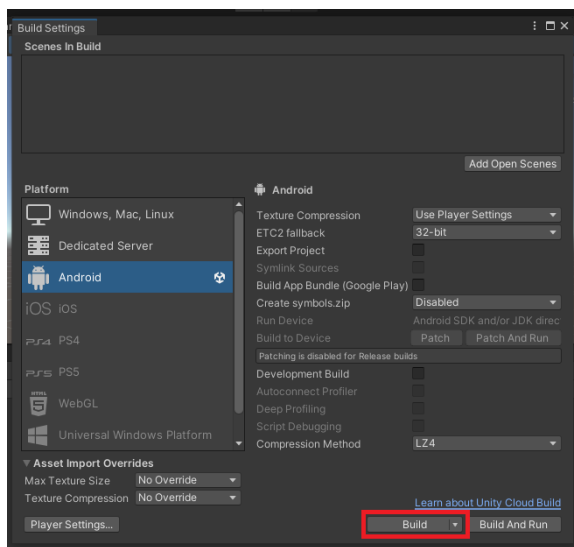 Build Settings
Scenes In Build
Add Open Scenes
Platform
Windows, Mac, Linux
Dedicated Server
Android
iOS iOS
PS4 PS4
PS5 PS5
HTML 5 WebGL
Universal Windows Platform
Android
Texture Compression Use Player Settings
ETC2 fallback 32-bit
Export Project
Symlink Sources
Build App Bundle (Google Play)
Create symbols.zip Disabled
Run Device Android SDK and/or JDK direc
Build to Device Patch Patch And Run
Patching is disabled for Release builds
Development Build
Autoconnect Profiler
Deep Profiling
Script Debugging
Compression Method LZ4
Asset Import Overrides
Max Texture Size No Override
Texture Compression No Override
Learn about Unity Cloud Build
Player Settings... Build Build And Run